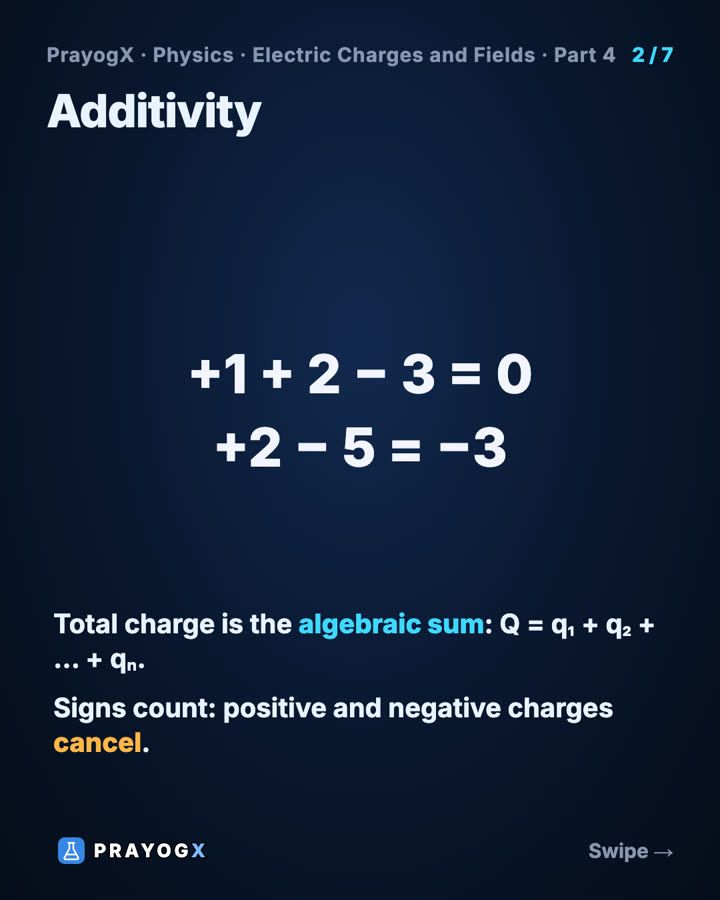 PrayogX · Physics · Electric Charges and Fields · Part 4 2 / 7
Additivity
+1 + 2 − 3 = 0
+2 − 5 = −3
Total charge is the algebraic sum: Q = q₁ + q₂ +
… + qₙ.
Signs count: positive and negative charges
cancel.
PRAYOGX
Swipe →